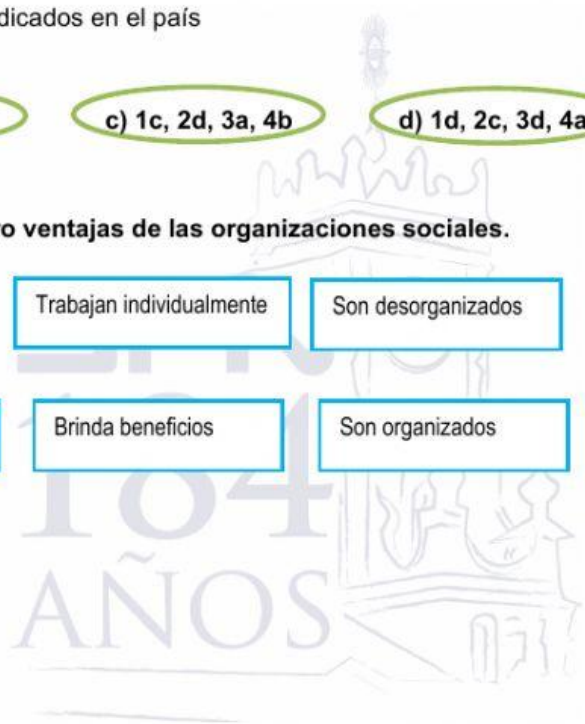 dicados en el país
c) 1c, 2d, 3a, 4b
d) 1d, 2c, 3d, 4a
ventajas de las organizaciones sociales.
Trabajan individualmente
Son desorganizados
Brinda beneficios
Son organizados
184
AÑOS